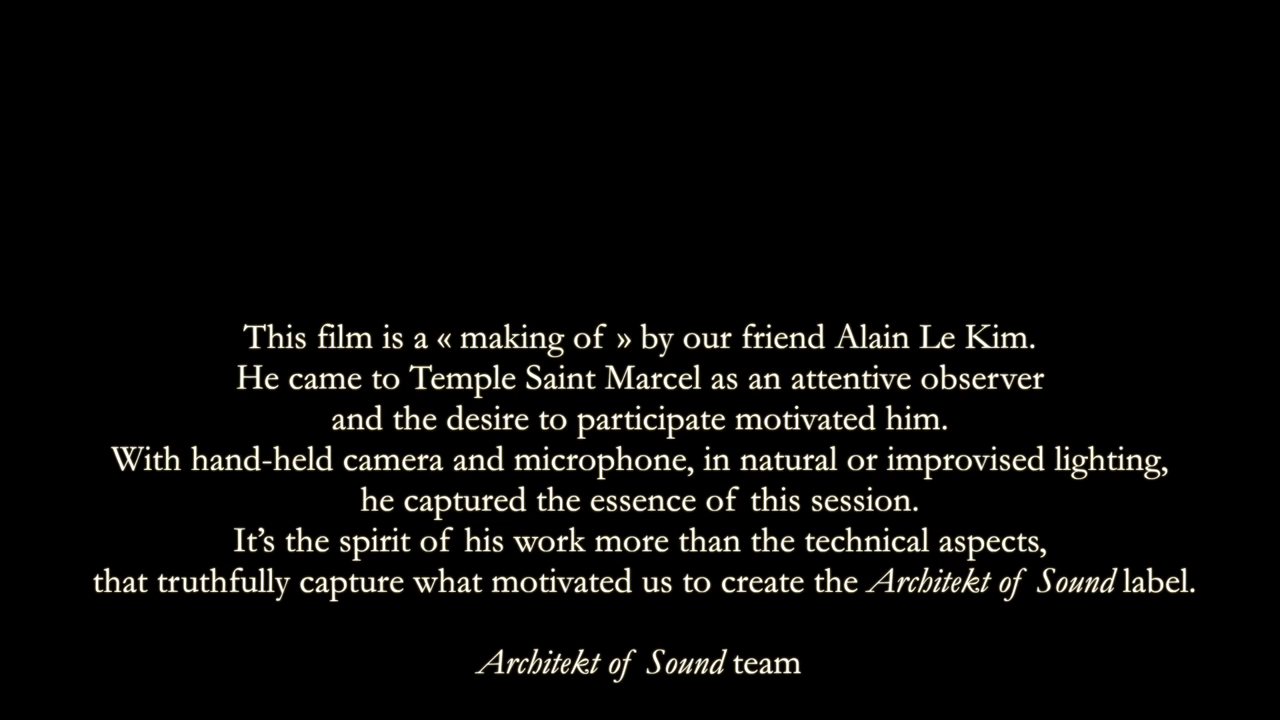 This film is a « making of » by our friend Alain Le Kim.
He came to Temple Saint Marcel as an attentive observer
and the desire to participate motivated him.
With hand-held camera and microphone, in natural or improvised lighting,
he captured the essence of this session.
It’s the spirit of his work more than the technical aspects,
that truthfully capture what motivated us to create the Architekt of Sound label.
Architekt of Sound team